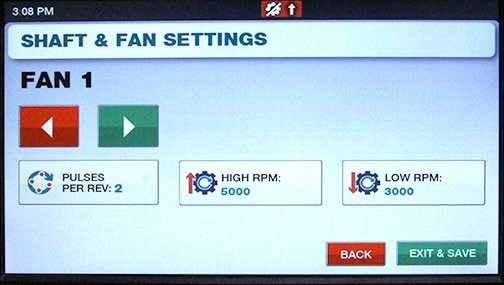 3:08 PM
SHAFT & FAN SETTINGS
FAN 1
PULSES
PER REV: 2
HIGH RPM:
5000
LOW RPM:
3000
BACK
EXIT & SAVE